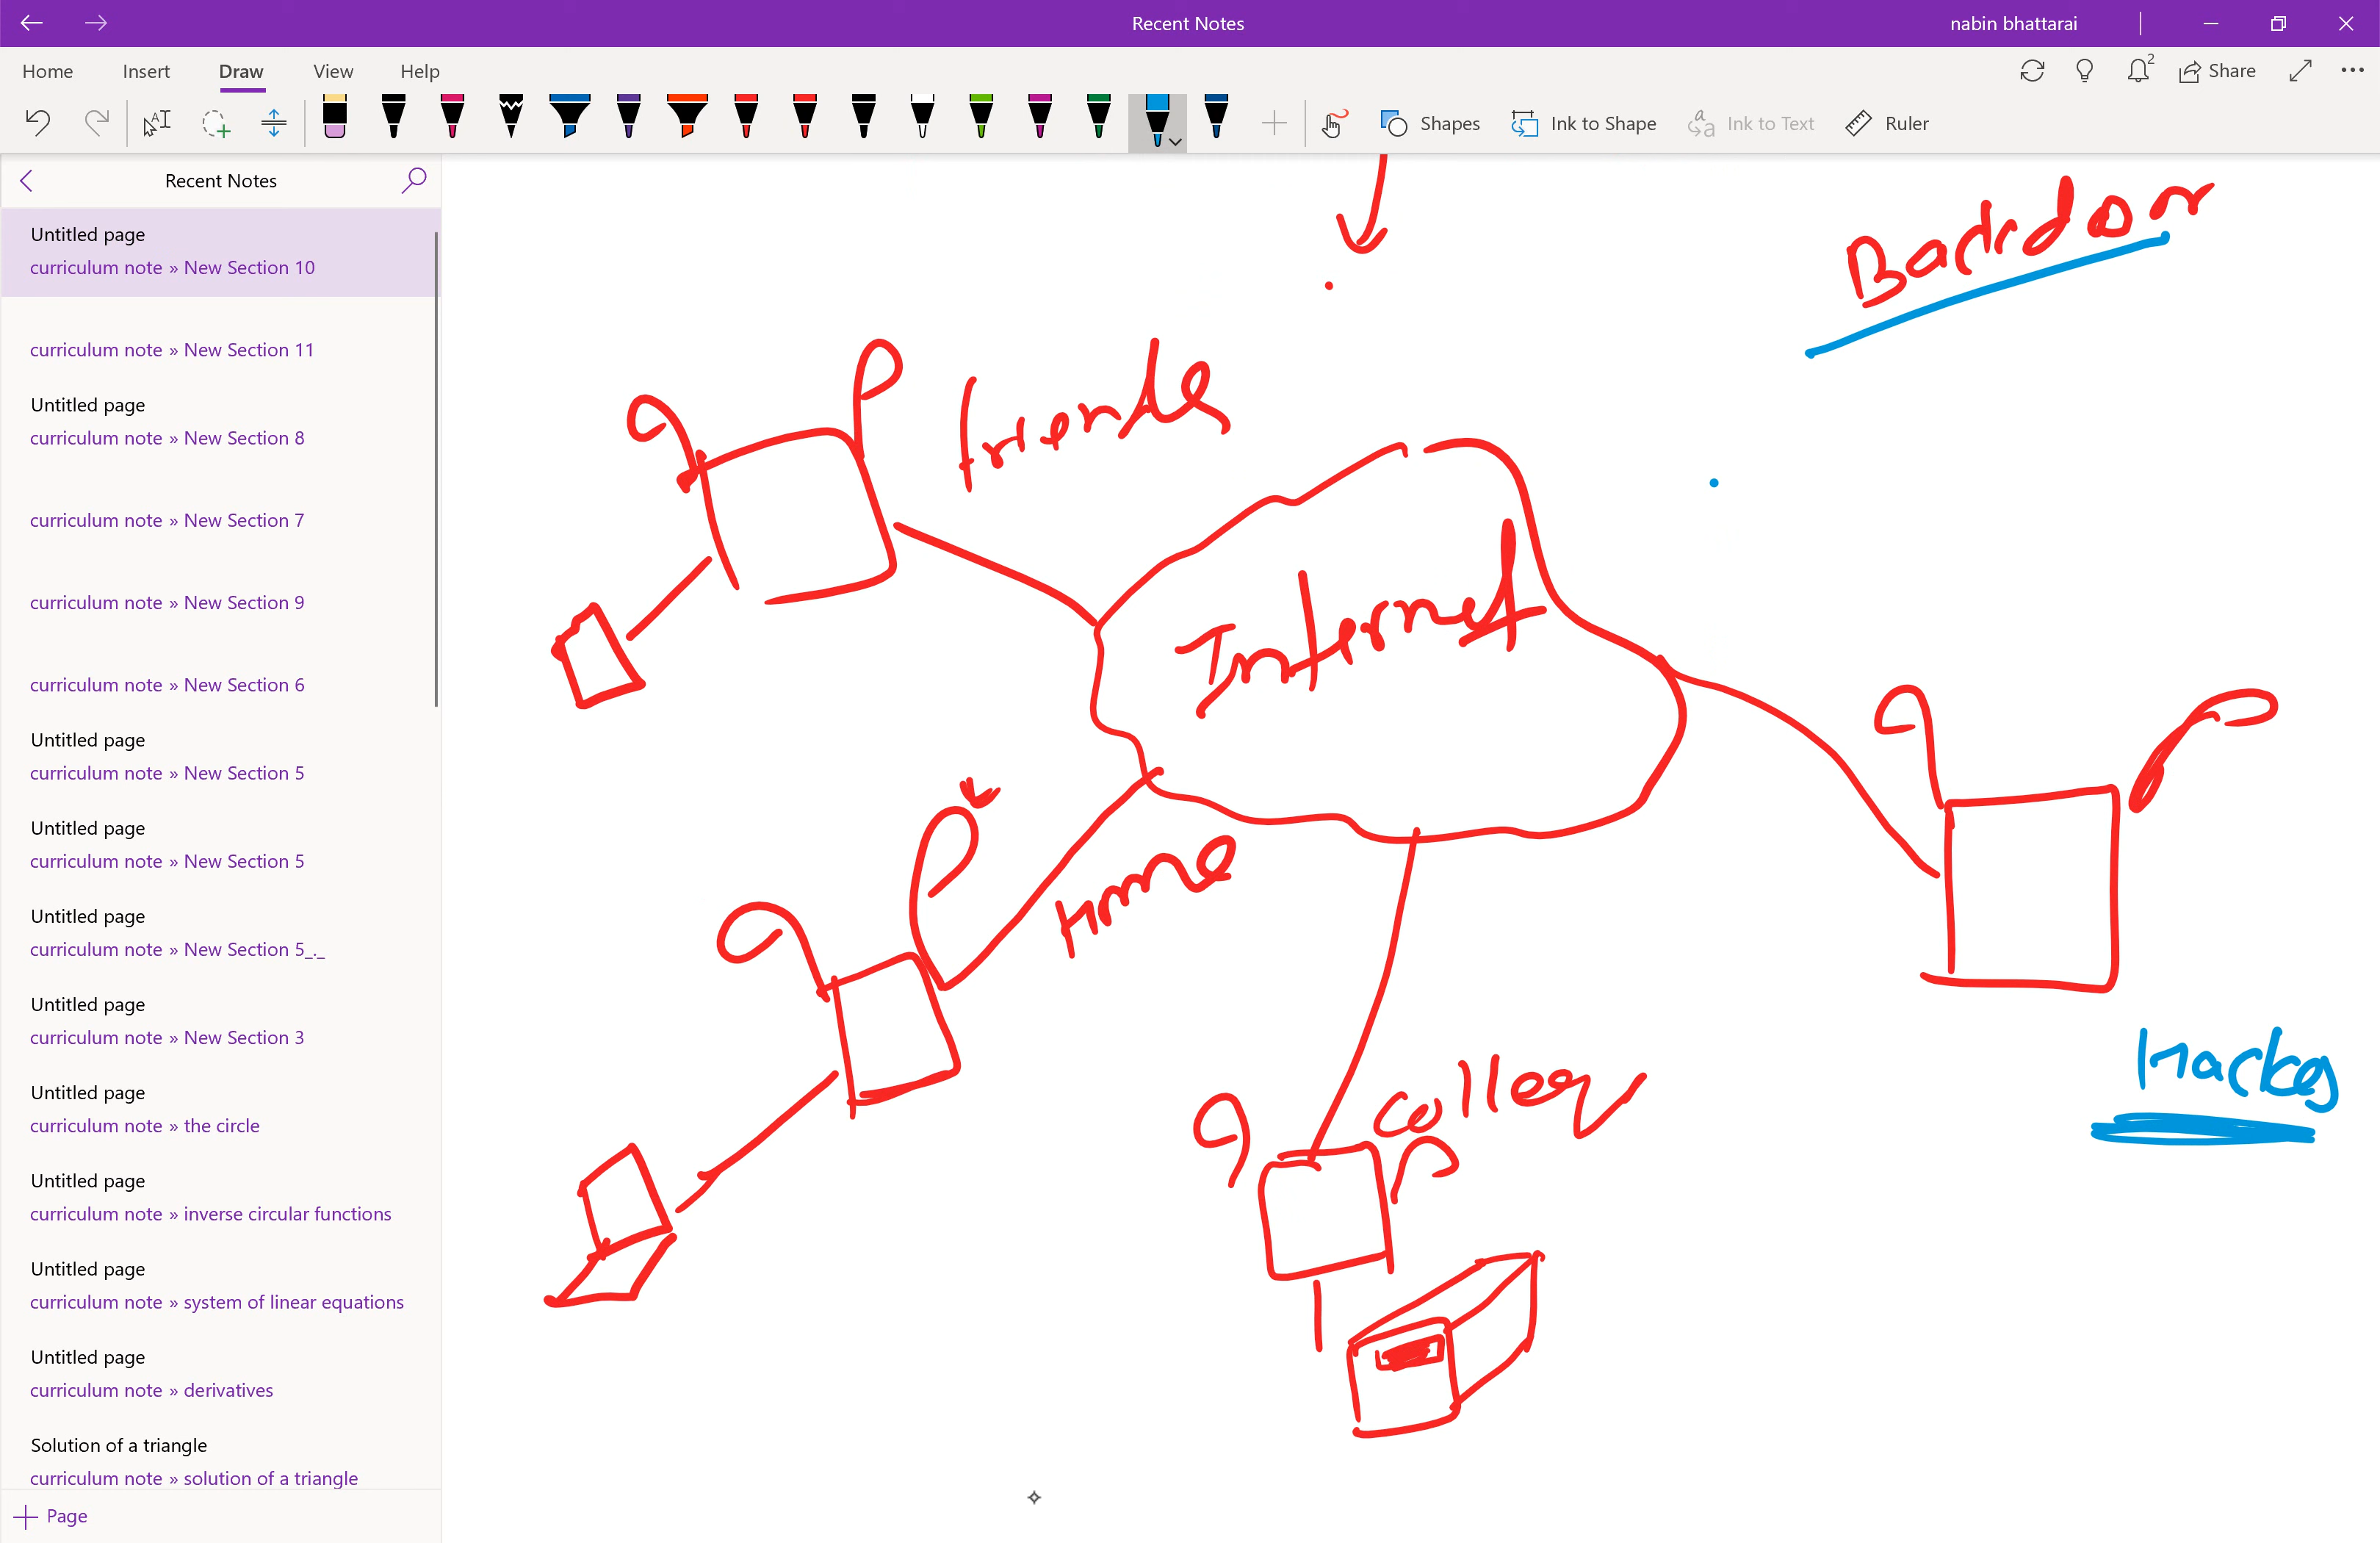 Recent Notes
nabin bhattarai
Home Insert Draw View Help
2 Share
Shapes Ink to Shape Ink to Text Ruler
Recent Notes
Untitled page
curriculum note » New Section 10
curriculum note » New Section 11
Untitled page
curriculum note » New Section 8
curriculum note » New Section 7
curriculum note » New Section 9
curriculum note » New Section 6
Untitled page
curriculum note » New Section 5
Untitled page
curriculum note » New Section 5
Untitled page
curriculum note » New Section 5_._
Untitled page
curriculum note » New Section 3
Untitled page
curriculum note » the circle
Untitled page
curriculum note » inverse circular functions
Untitled page
curriculum note » system of linear equations
Untitled page
curriculum note » derivatives
Solution of a triangle
curriculum note » solution of a triangle
Page
Backdoor
friends
Internet
Home